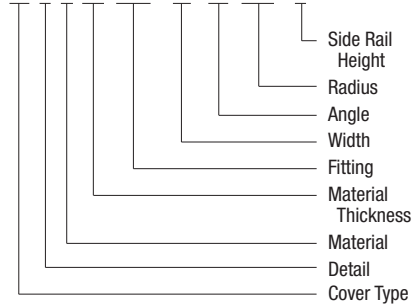 Side Rail
Height
Radius
Angle
Width
Fitting
Material
Thickness
Material
Detail
Cover Type